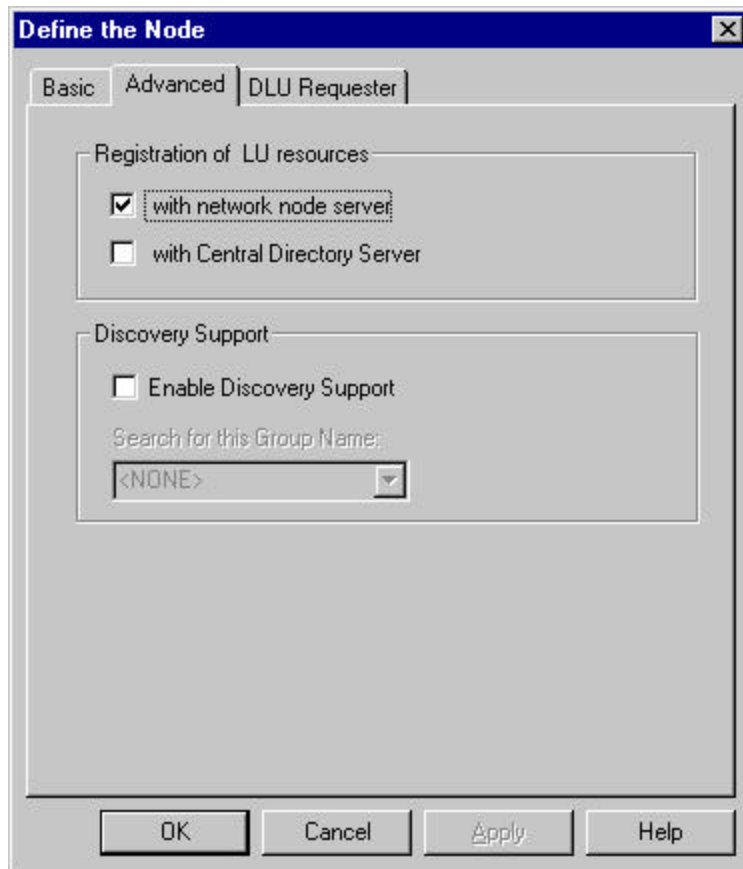 Define the Node
Basic Advanced DLU Requester
Registration of LU resources
with network node server
with Central Directory Server
Discovery Support
Enable Discovery Support
Search for this Group Name:
<NONE>
OK Cancel Apply Help